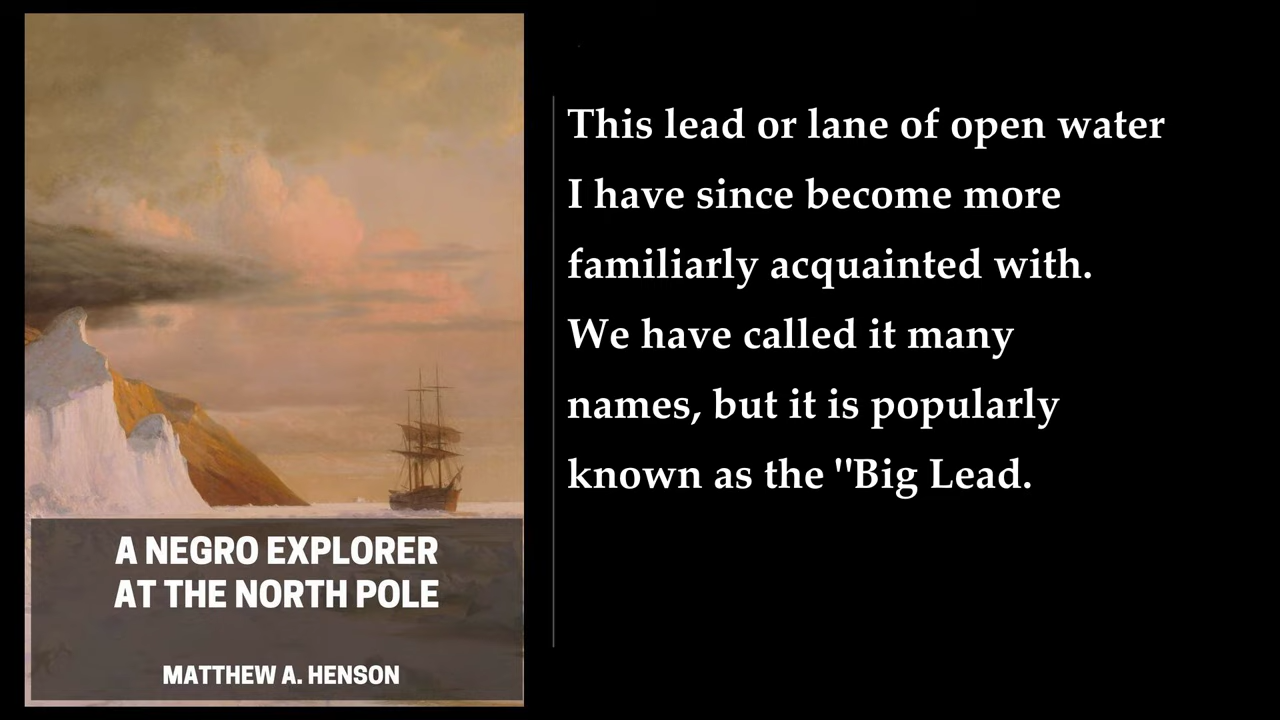 A NEGRO EXPLORER
AT THE NORTH POLE
MATTHEW A. HENSON
This lead or lane of open water
I have since become more
familiarly acquainted with.
We have called it many
names, but it is popularly
known as the "Big Lead.